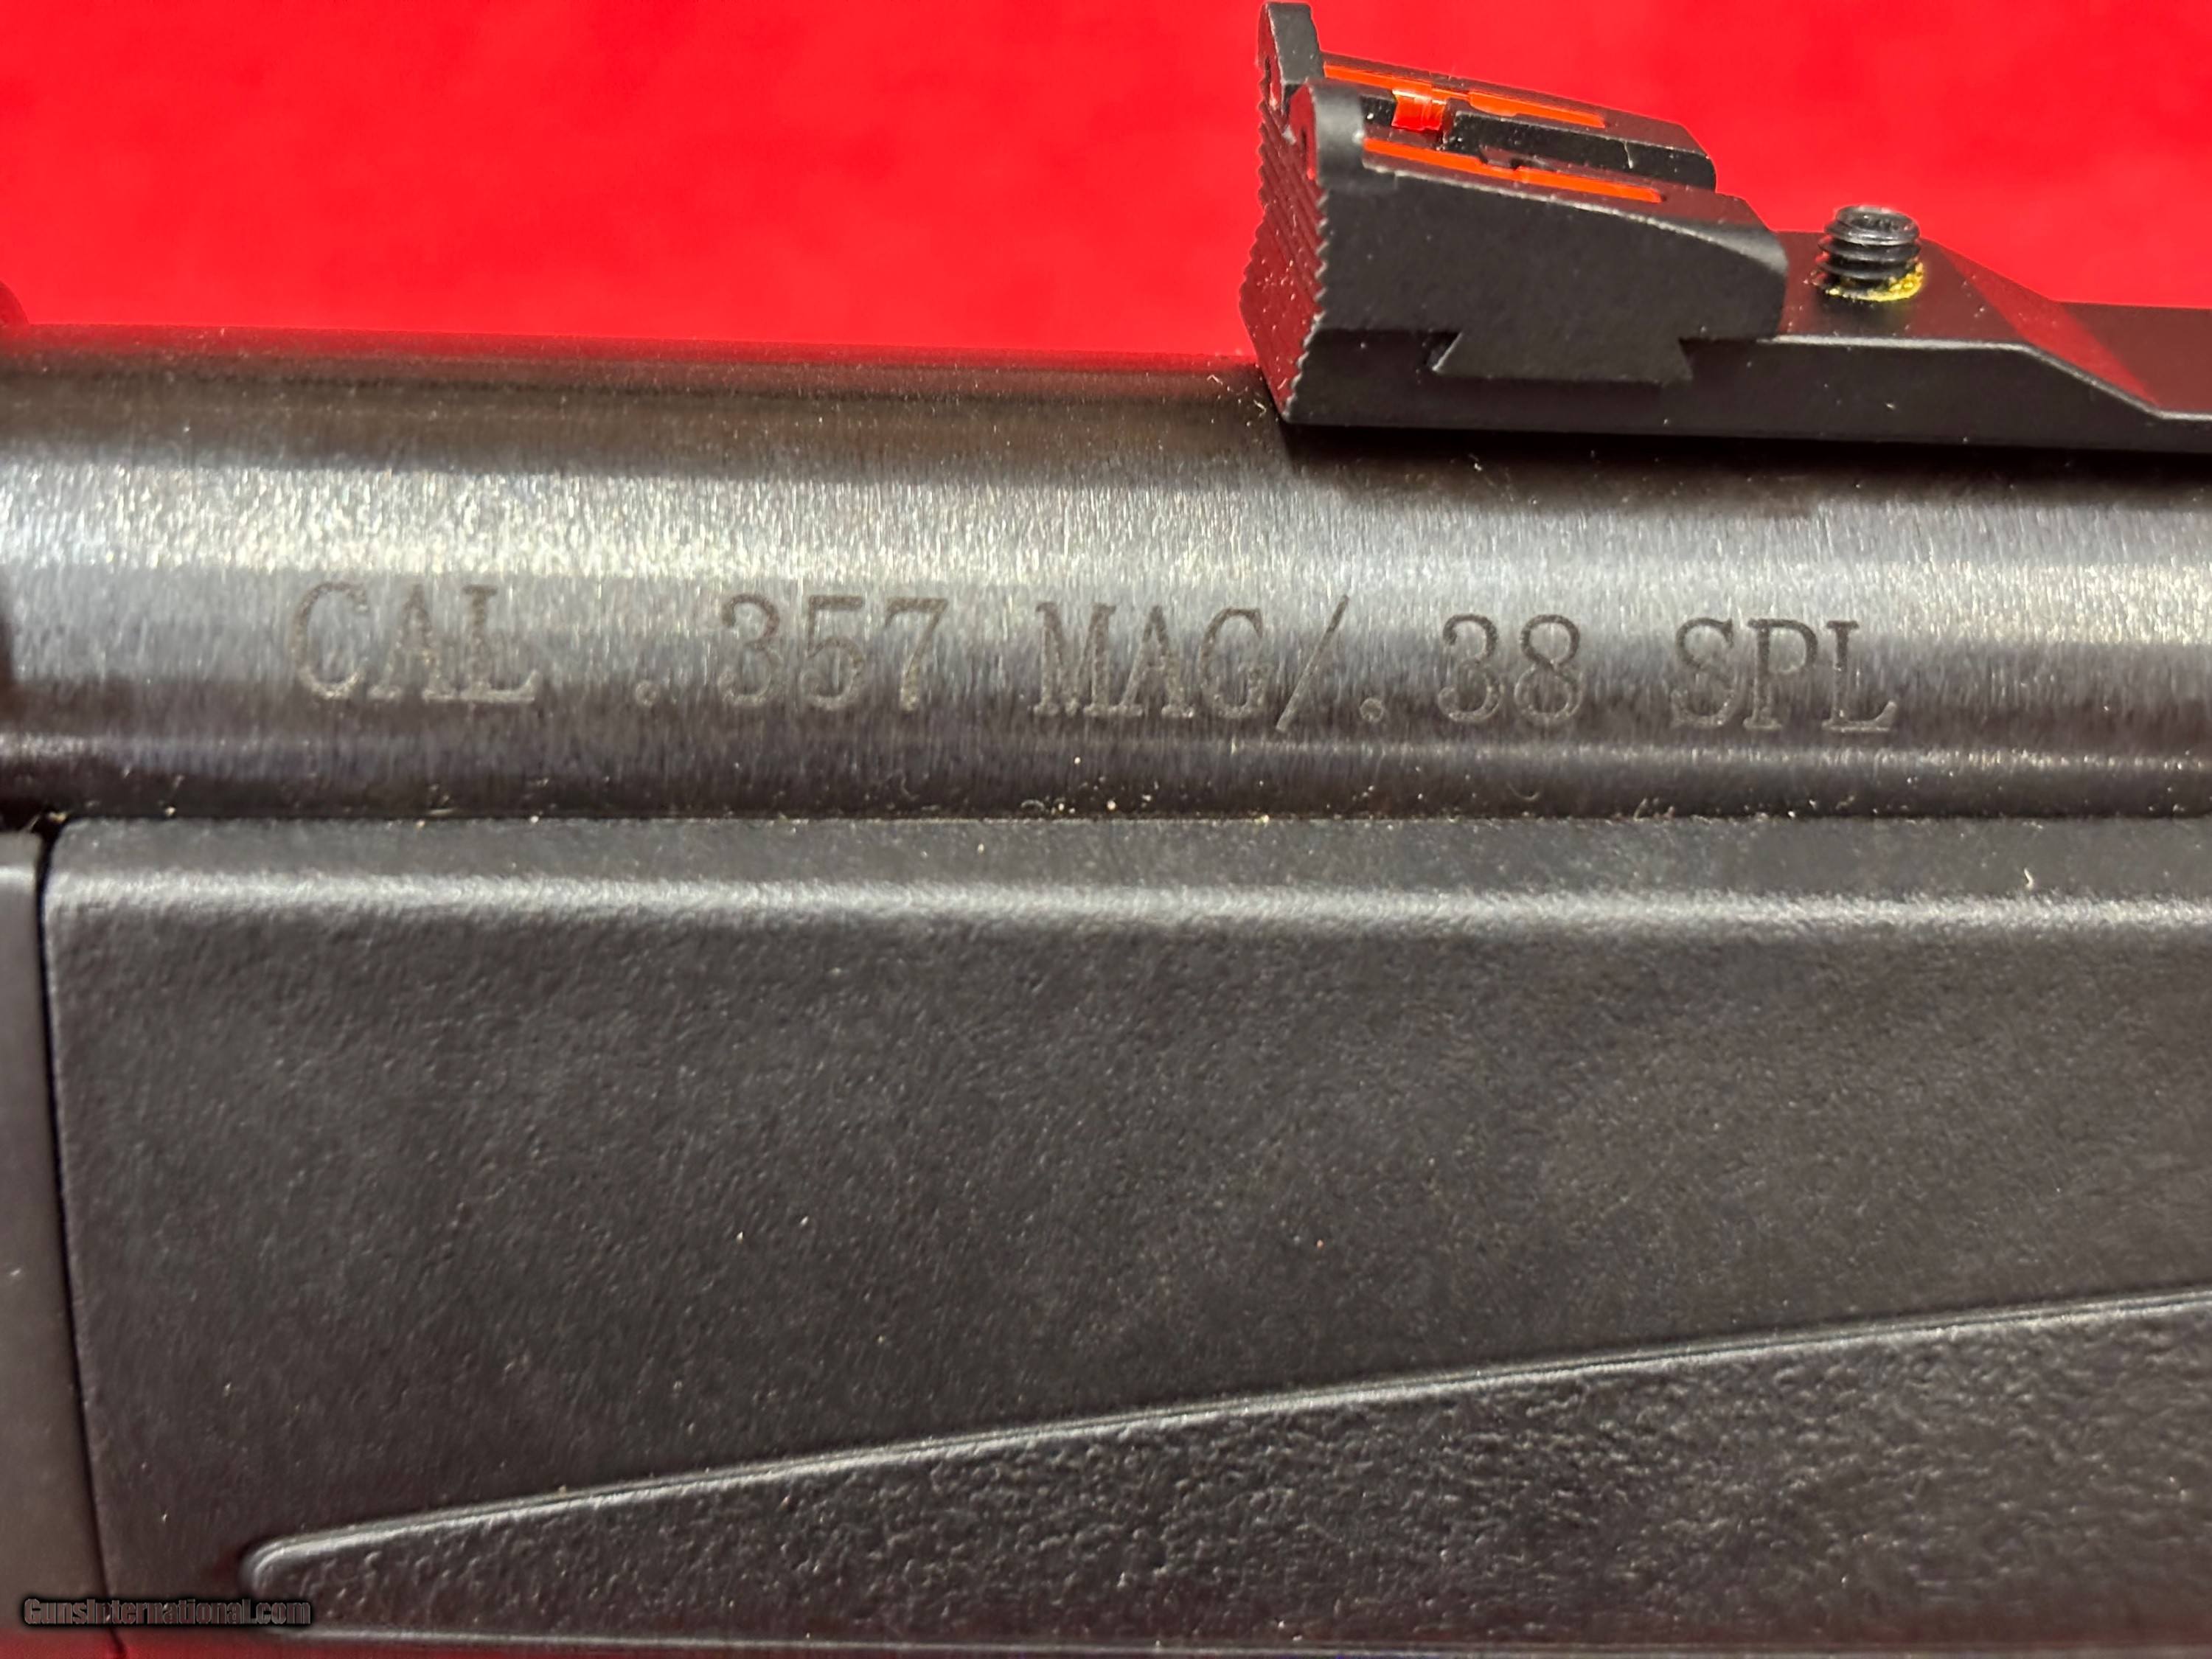 CAL .357 MAG/.38 SPL
GunsInternational.com